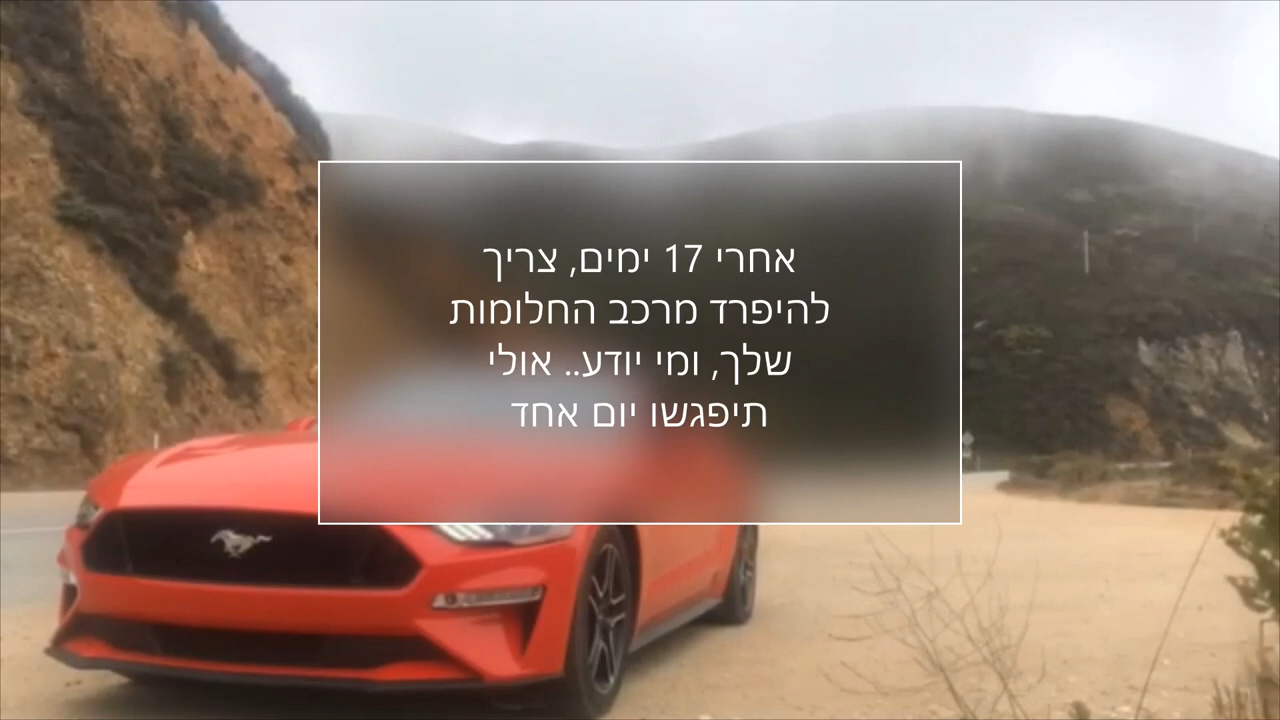 אחרי 17 ימים, צריך
להיפרד מרכב החלומות
שלך, ומי יודע.. אולי
תיפגשו יום אחד